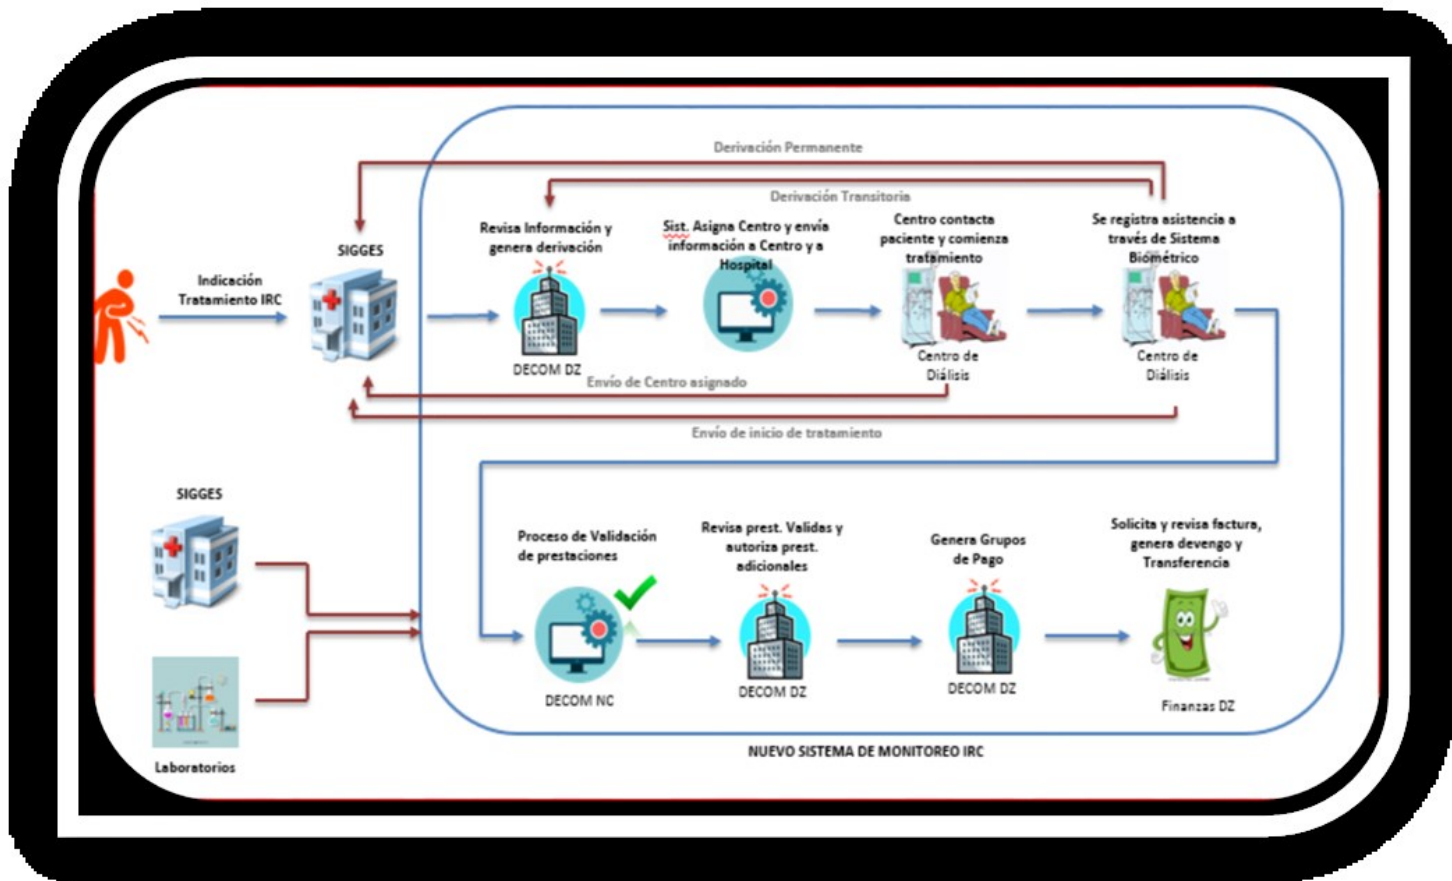 Derivación Permanente
Derivación Transitoria
SIGGES
Indicación
Tratamiento IRC
Revisa Información y
genera derivación
DECOM DZ
Sist. Asigna Centro y envía
información a Centro y a
Hospital
Centro contacta
paciente y comienza
tratamiento
Centro de
Diálisis
Se registra asistencia a
través de Sistema
Biométrico
Centro de
Diálisis
Envío de Centro asignado
Envío de inicio de tratamiento
SIGGES
Laboratorios
Proceso de Validación
de prestaciones
DECOM NC
Revisa prest. Validas y
autoriza prest.
adicionales
DECOM DZ
Genera Grupos
de Pago
DECOM DZ
Solicita y revisa factura,
genera devengo y
Transferencia
Finanzas DZ
NUEVO SISTEMA DE MONITOREO IRC